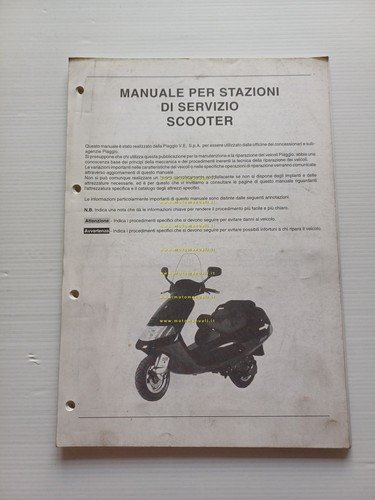 MANUALE PER STAZIONI
DI SERVIZIO
SCOOTER
Questo manuale è stato realizzato dalla Piaggio V.E. S.p.A. per essere utilizzato dalle officine dei concessionari e sub-
agenzie Piaggio.
Si presuppone che chi utilizza questa pubblicazione per la manutenzione e la riparazione dei veicoli Piaggio, abbia una
conoscenza base dei principi della meccanica e dei procedimenti inerenti la tecnica della riparazione dei veicoli.
Le variazioni importanti nelle caratteristiche dei veicoli o nelle specifiche operazioni di riparazione verranno comunicate
attraverso aggiornamenti di questo manuale.
Non si può comunque realizzare un lavoro completamente soddisfacente se non si dispone degli impianti e delle
attrezzature necessarie, ed è per questo che vi invitiamo a consultare le pagine di questo manuale riguardanti
l'attrezzatura specifica e il catalogo degli attrezzi specifici.
Le informazioni particolarmente importanti di questo manuale sono distinte dalle seguenti annotazioni:
N.B. Indica una nota che dà le informazioni chiave per rendere il procedimento più facile e più chiaro.
Attenzione - Indica i procedimenti specifici che si devono seguire per evitare danni al veicolo.
Avvertenza - Indica i procedimenti specifici che si devono seguire per evitare possibili infortuni a chi ripara il veicolo.
www.motomanuali.it
www.motomanuali.it
www.motomanuali.it
www.motomanuali.it